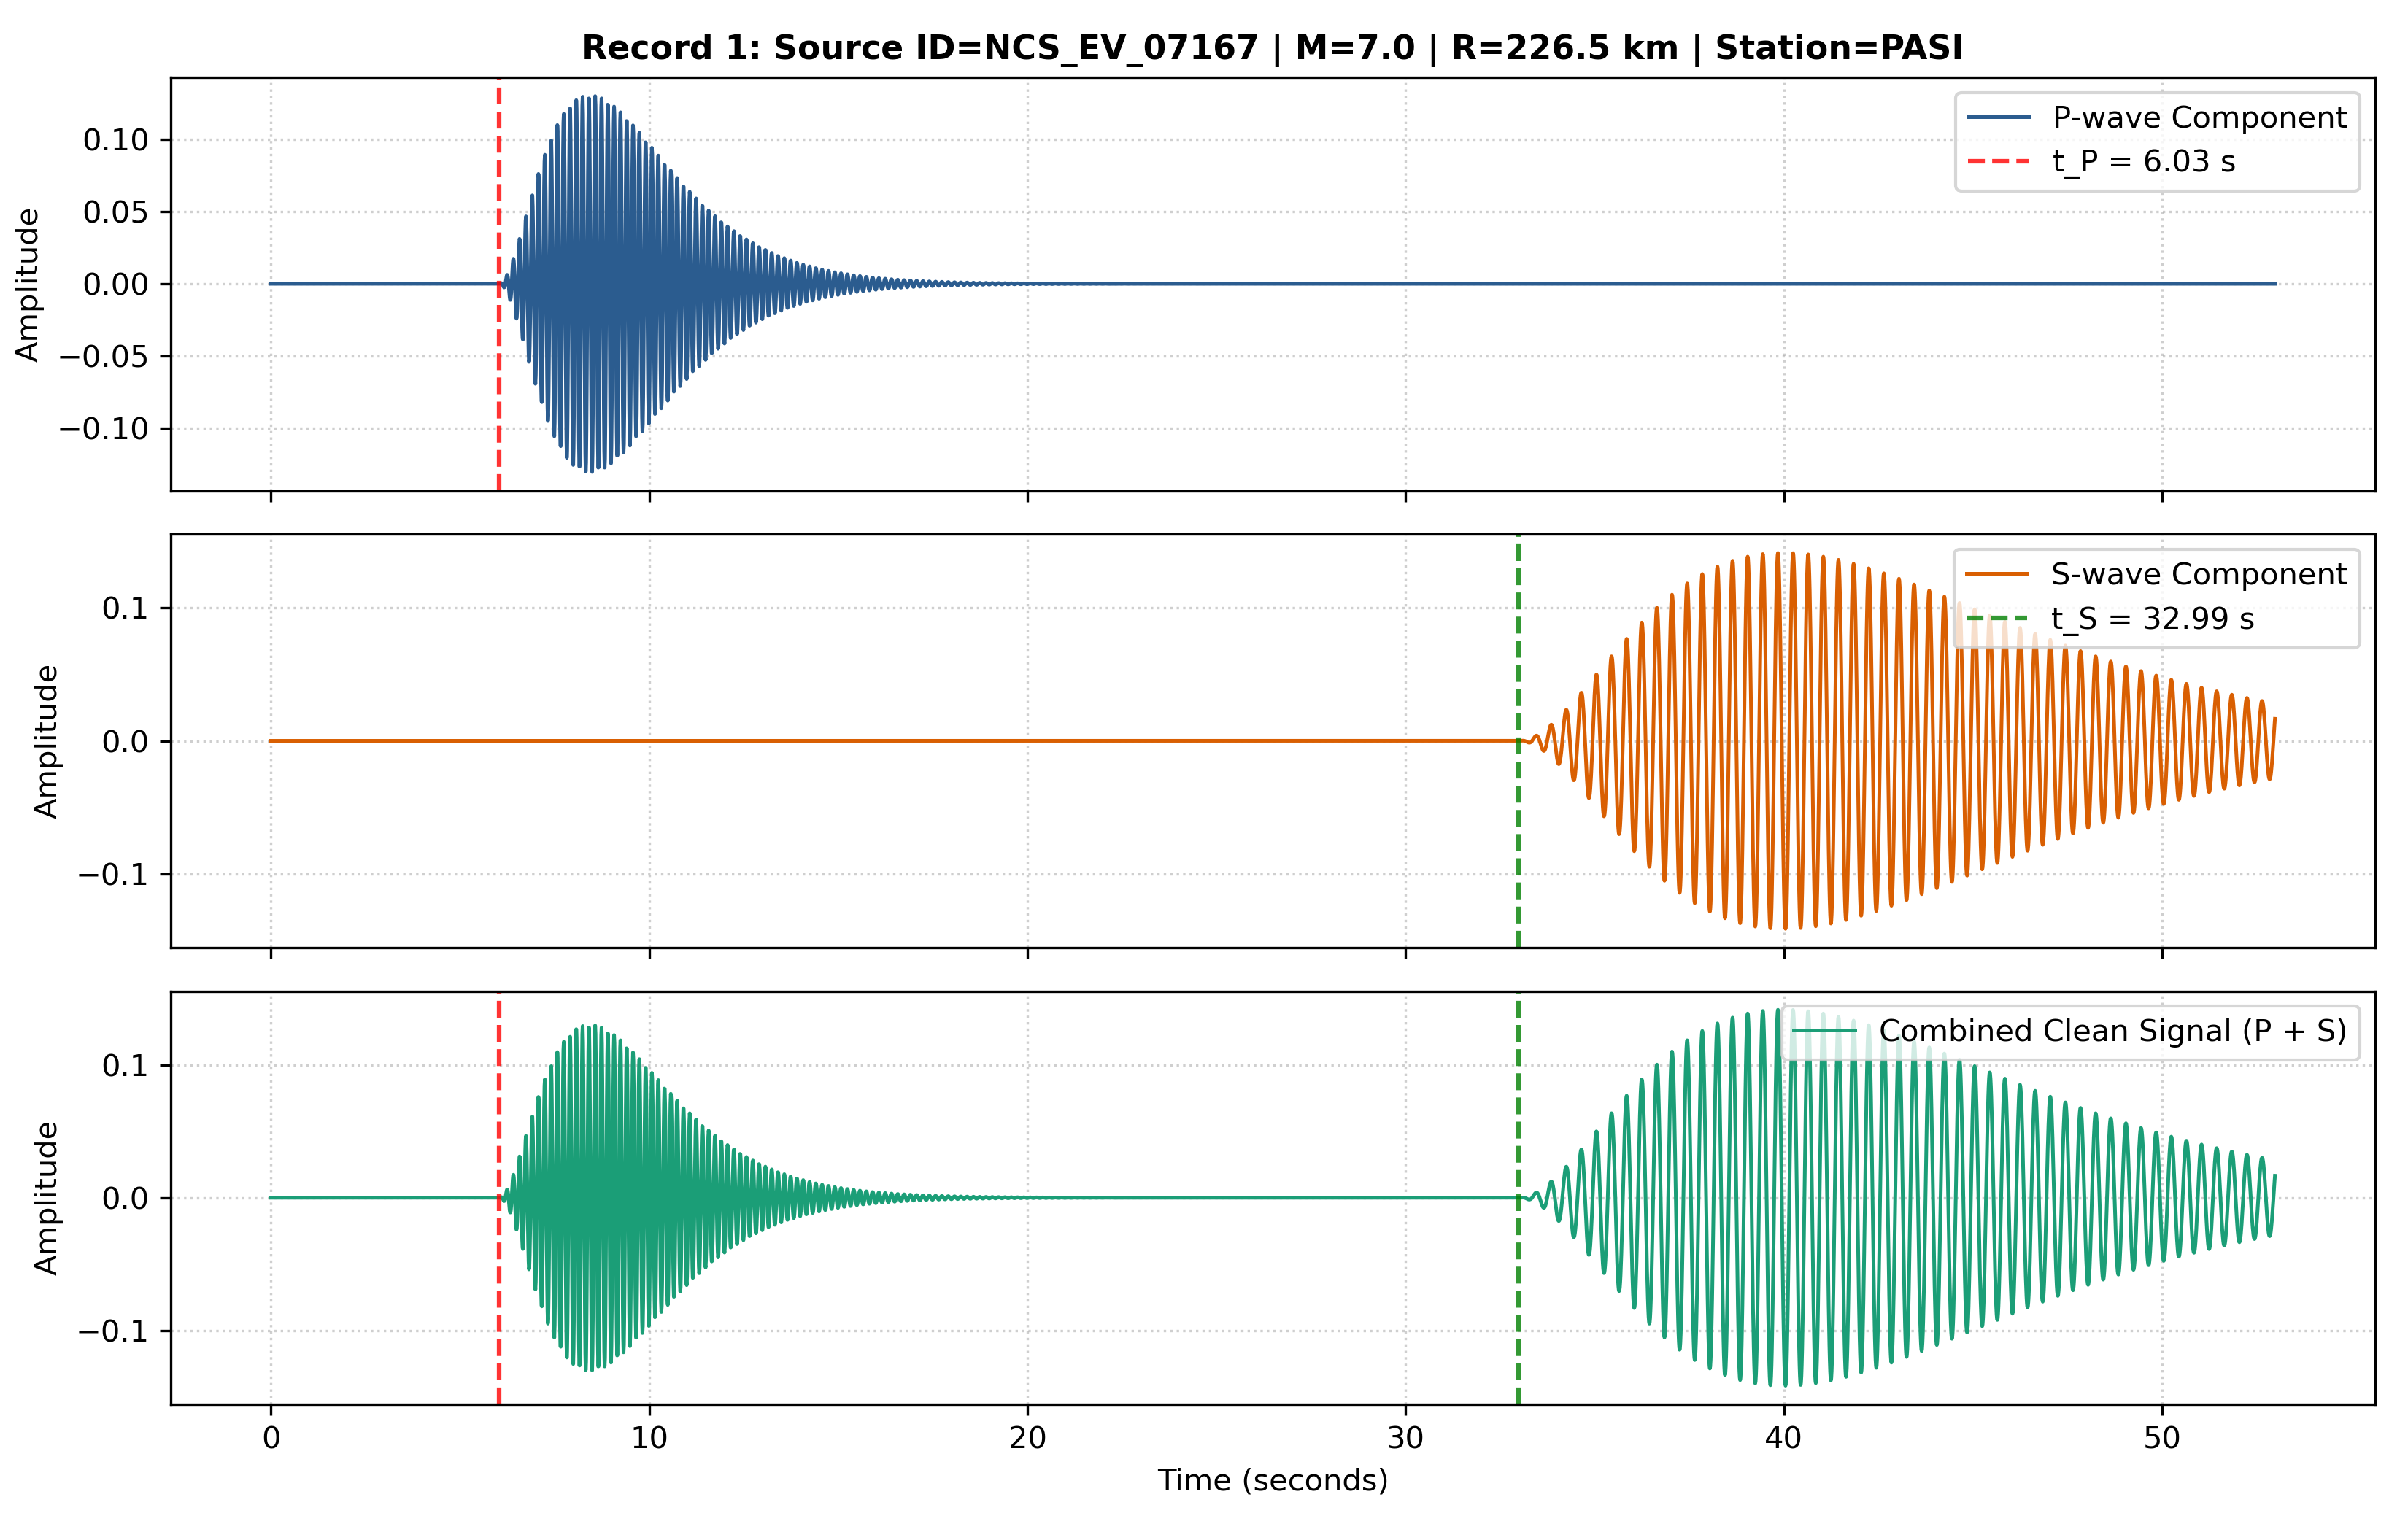 Record 1: Source ID=NCS_EV_07167 | M=7.0 | R=226.5 km | Station=PASI
Amplitude
0.10
0.05
0.00
−0.05
−0.10
P-wave Component
t_P = 6.03 s
Amplitude
0.1
0.0
−0.1
S-wave Component
t_S = 32.99 s
Amplitude
0.1
0.0
−0.1
Combined Clean Signal (P + S)
0 10 20 30 40 50
Time (seconds)